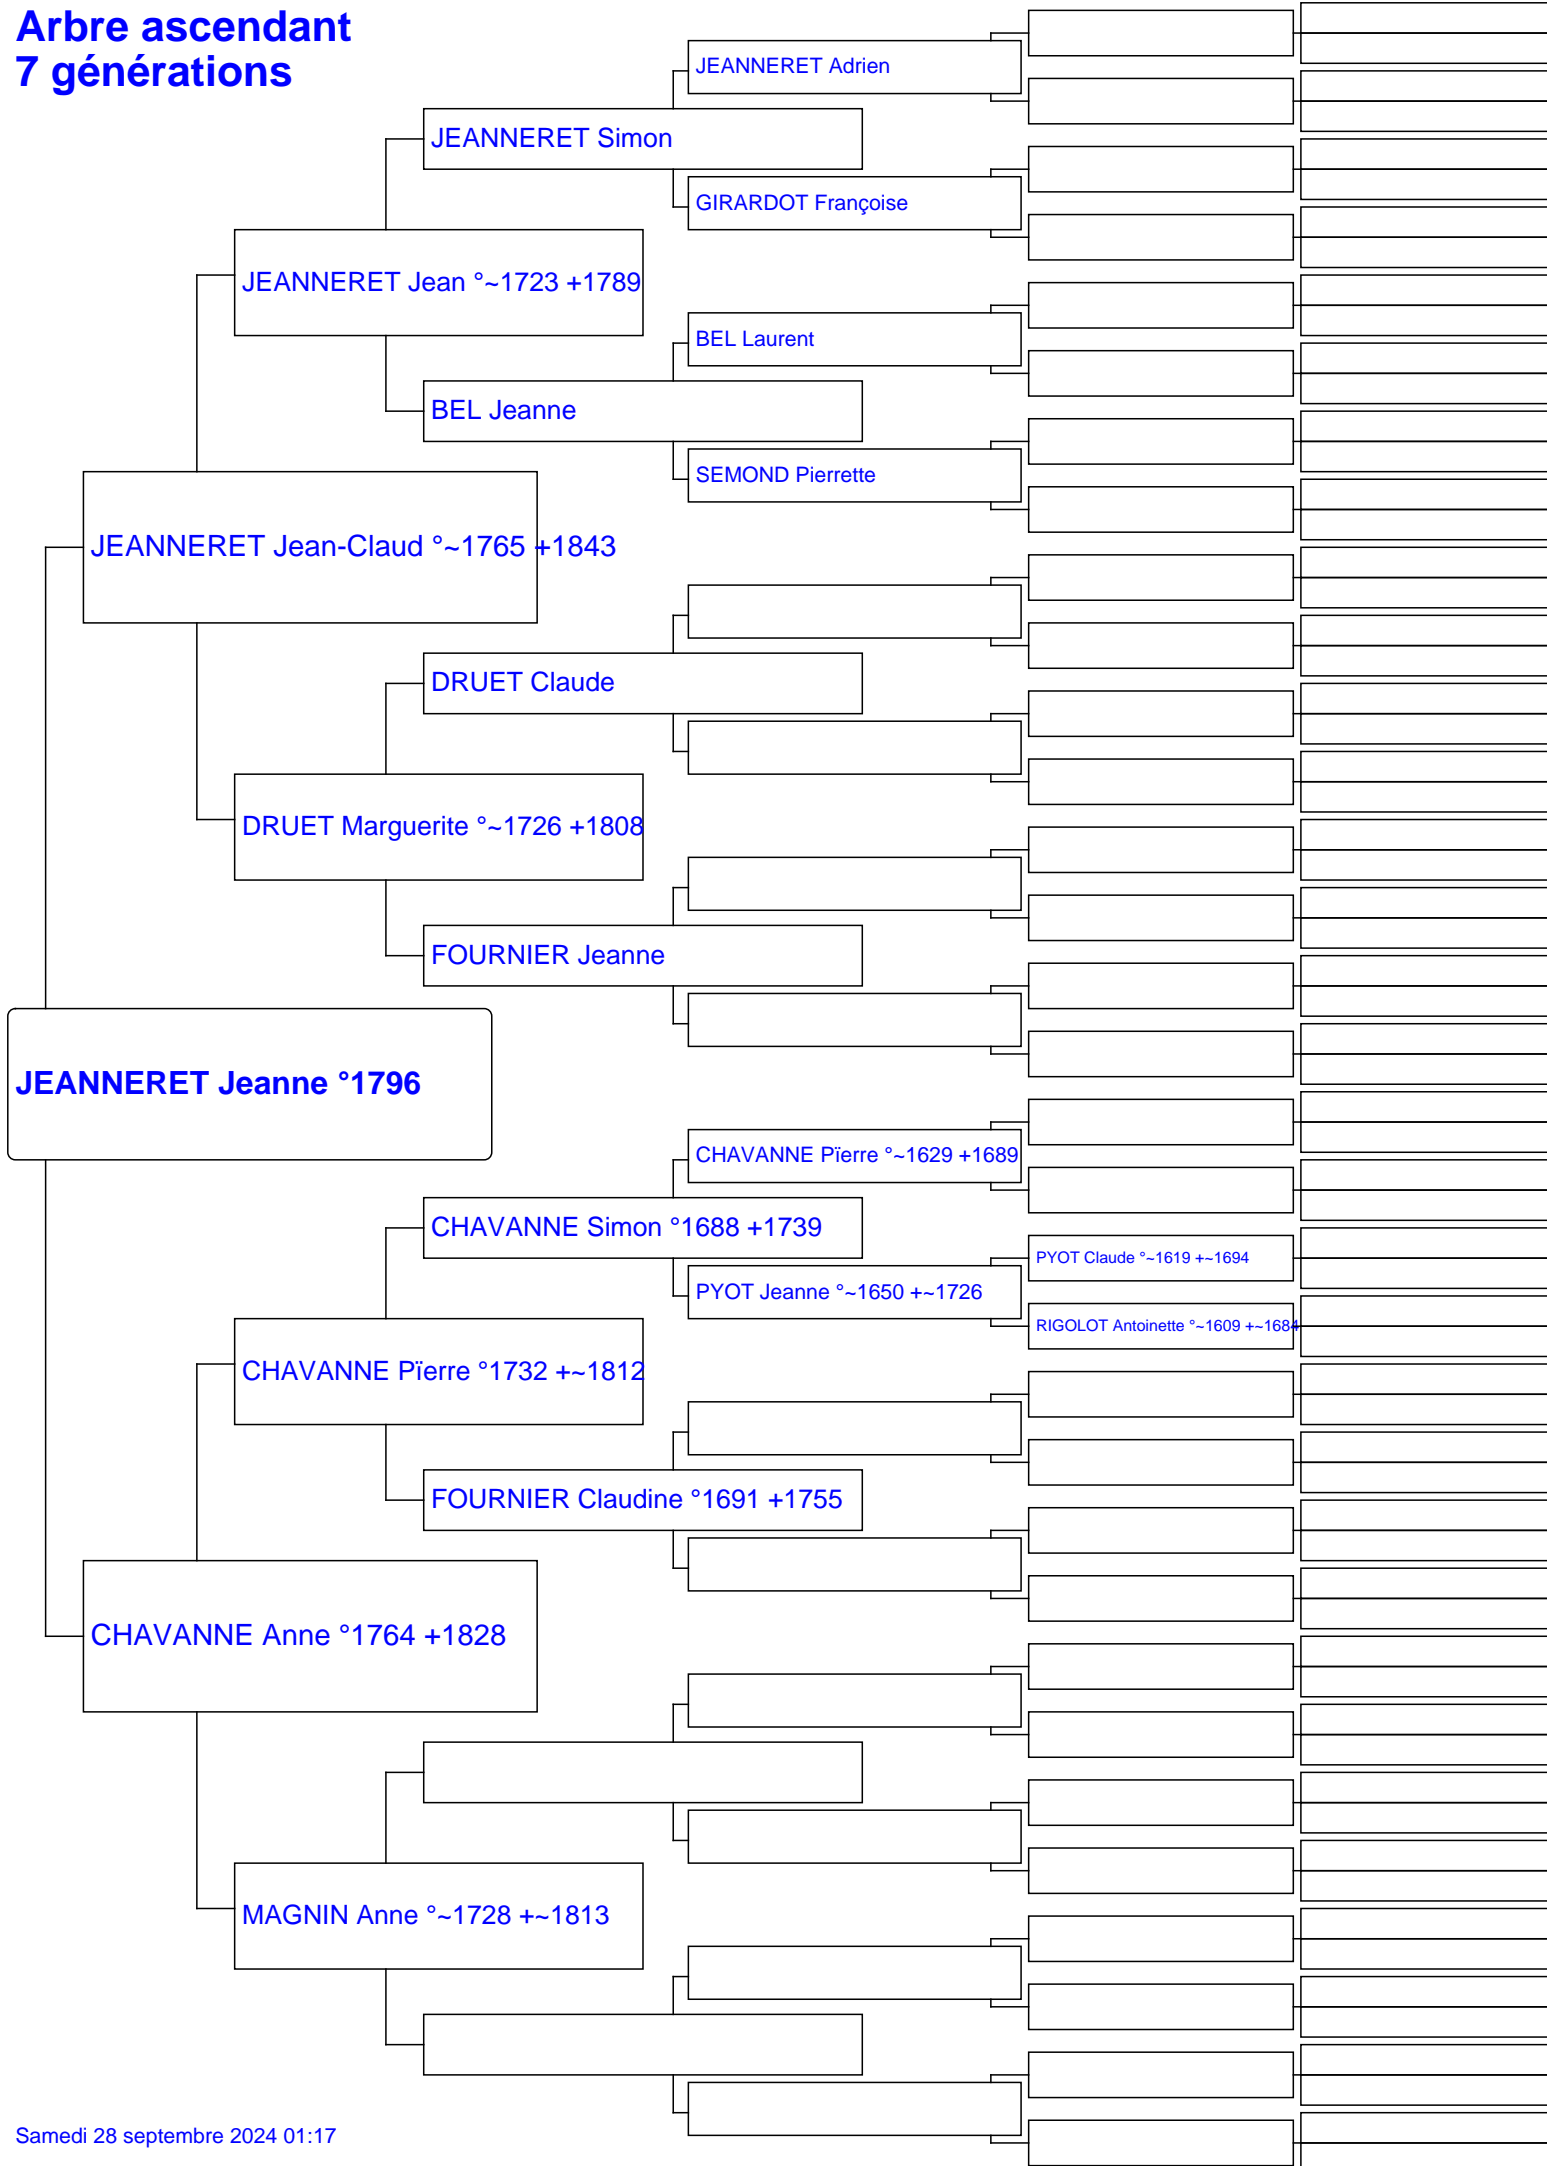 Arbre ascendant
7 générations
JEANNERET Adrien
JEANNERET Simon
GIRARDOT Françoise
JEANNERET Jean °~1723 +1789
BEL Laurent
BEL Jeanne
SEMOND Pierrette
JEANNERET Jean-Claud °~1765 +1843
DRUET Claude
DRUET Marguerite °~1726 +1808
FOURNIER Jeanne
JEANNERET Jeanne °1796
CHAVANNE Pïerre °~1629 +1689
CHAVANNE Simon °1688 +1739
PYOT Claude °~1619 +~1694
PYOT Jeanne °~1650 +~1726
RIGOLOT Antoinette °~1609 +~1684
CHAVANNE Pïerre °1732 +~1812
FOURNIER Claudine °1691 +1755
CHAVANNE Anne °1764 +1828
MAGNIN Anne °~1728 +~1813
Samedi 28 septembre 2024 01:17